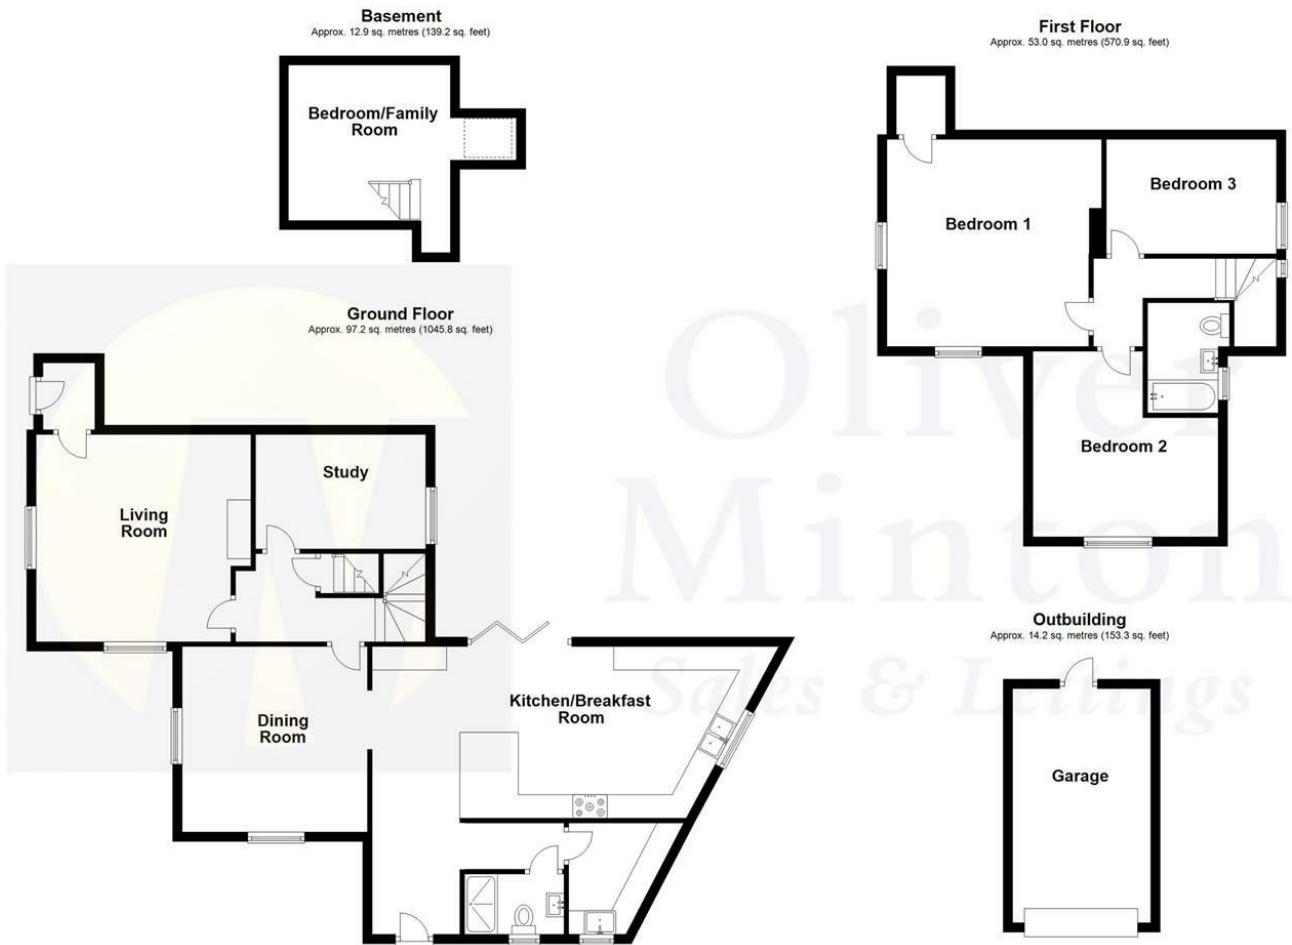 Basement
Approx. 12.9 sq. metres (139.2 sq. feet)
Bedroom/Family
Room
First Floor
Approx. 53.0 sq. metres (570.9 sq. feet)
Bedroom 1
Bedroom 3
Bedroom 2
Ground Floor
Approx. 97.2 sq. metres (1045.8 sq. feet)
Living
Room
Study
Dining
Room
Kitchen/Breakfast
Room
Outbuilding
Approx. 14.2 sq. metres (153.3 sq. feet)
Garage
Oliver
Minton
Sales & Lettings